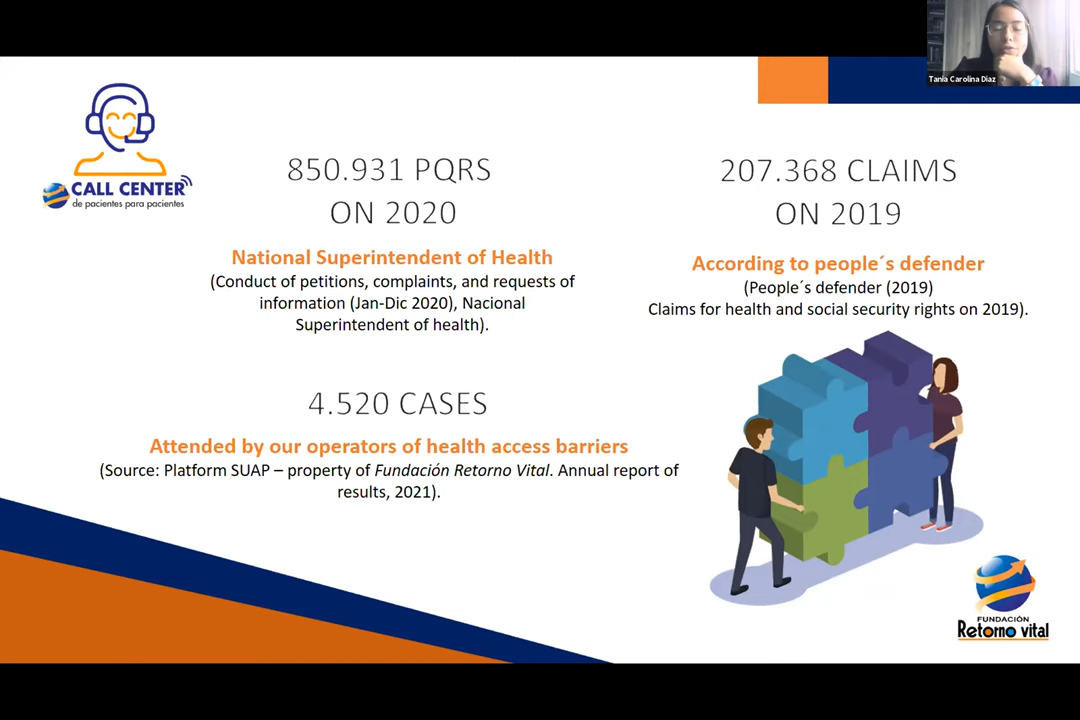 Tania Carolina Diaz
CALL CENTER
de pacientes para pacientes
850.931 PQRS
ON 2020
National Superintendent of Health
(Conduct of petitions, complaints, and requests of
information (Jan-Dic 2020), Nacional
Superintendent of health).
207.368 CLAIMS
ON 2019
According to people´s defender
(People´s defender (2019)
Claims for health and social security rights on 2019).
4.520 CASES
Attended by our operators of health access barriers
(Source: Platform SUAP – property of Fundación Retorno Vital. Annual report of
results, 2021).
FUNDACIÓN
Retorno vital